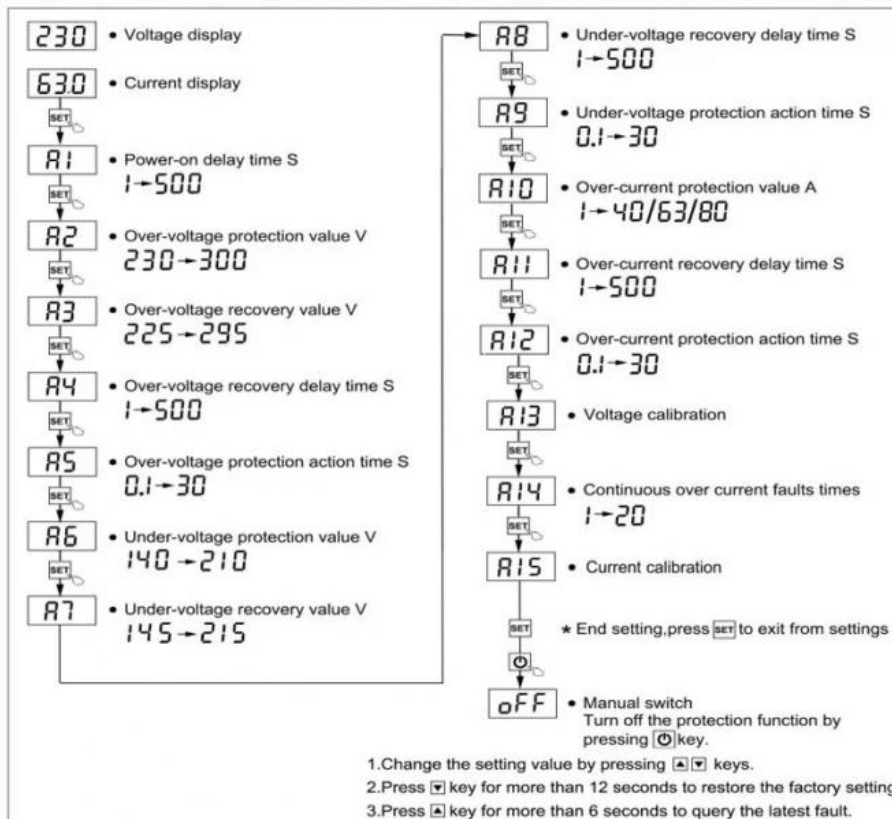 230 • Voltage display
63.0 • Current display
SET
A1 • Power-on delay time S
1→500
SET
A2 • Over-voltage protection value V
230→300
SET
A3 • Over-voltage recovery value V
225→295
SET
A4 • Over-voltage recovery delay time S
1→500
SET
A5 • Over-voltage protection action time S
0.1→30
SET
A6 • Under-voltage protection value V
140→210
SET
A7 • Under-voltage recovery value V
145→215
A8 • Under-voltage recovery delay time S
1→500
SET
A9 • Under-voltage protection action time S
0.1→30
SET
A10 • Over-current protection value A
1→40/63/80
SET
A11 • Over-current recovery delay time S
1→500
SET
A12 • Over-current protection action time S
0.1→30
SET
A13 • Voltage calibration
SET
A14 • Continuous over current faults times
1→20
SET
A15 • Current calibration
SET * End setting,press SET to exit from settings
oFF • Manual switch
Turn off the protection function by
pressing key.
1.Change the setting value by pressing ▲▼ keys.
2.Press ▼ key for more than 12 seconds to restore the factory setting
3.Press ▲ key for more than 6 seconds to query the latest fault.